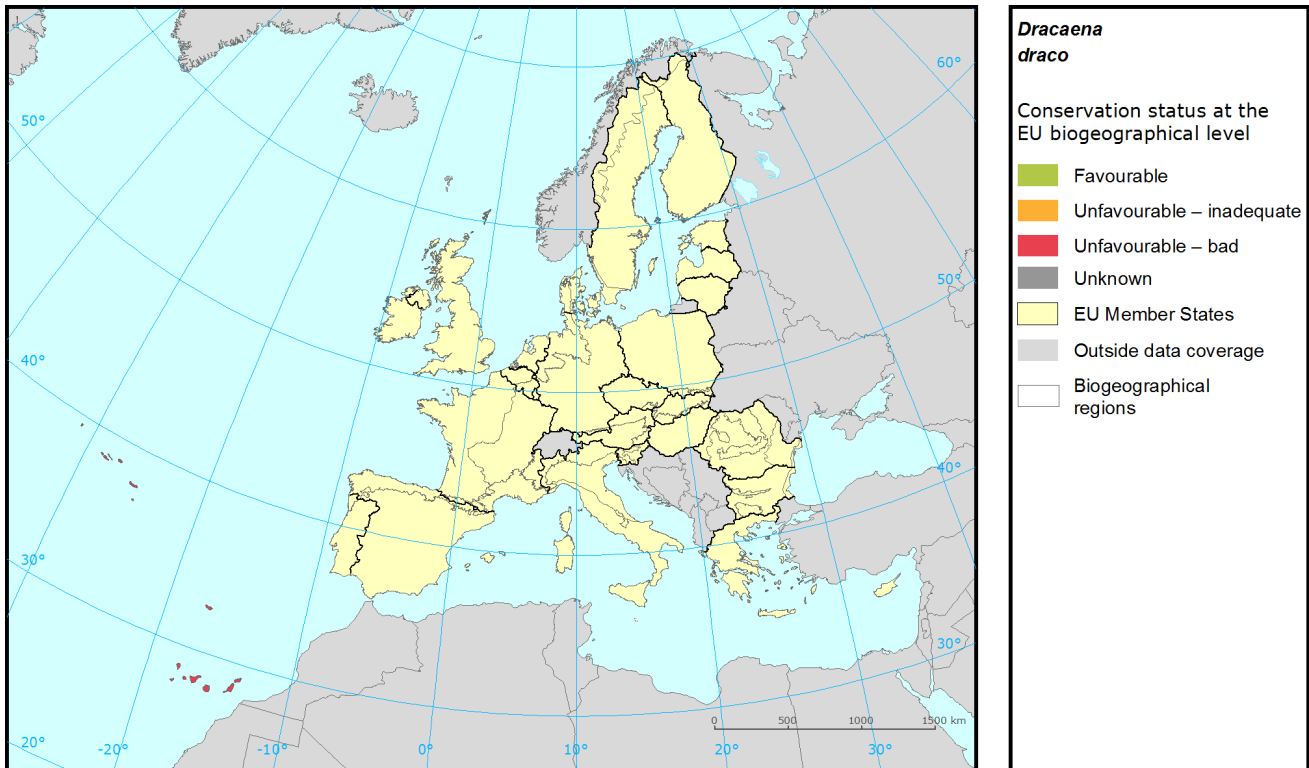 Dracaena
draco
Conservation status at the
EU biogeographical level
Favourable
Unfavourable – inadequate
Unfavourable – bad
Unknown
EU Member States
Outside data coverage
Biogeographical
regions
60°
50°
50°
40°
40°
30°
30°
0 500 1000 1500 km
20° -20° -10° 0° 10° 20° 30°